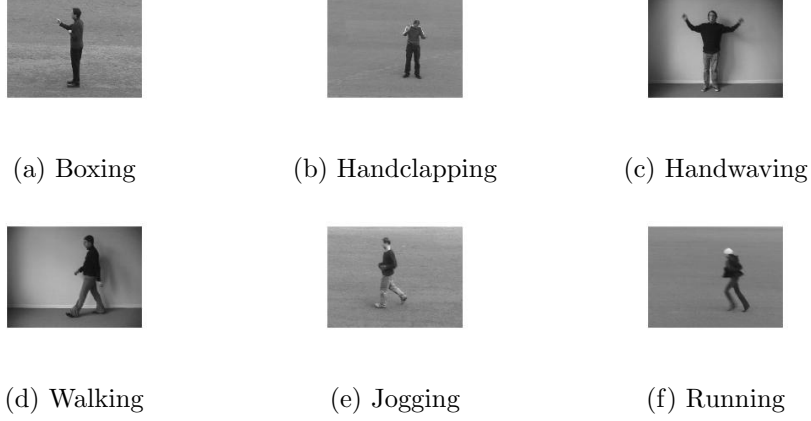 (a) Boxing
(b) Handclapping
(c) Handwaving
(d) Walking
(e) Jogging
(f) Running